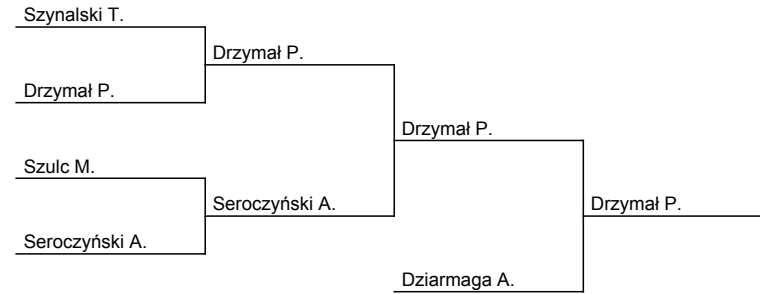 Szynalski T.
Drzymał P.
Drzymał P.
Drzymał P.
Szulc M.
Seroczyński A.
Drzymał P.
Seroczyński A.
Dziarmaga A.